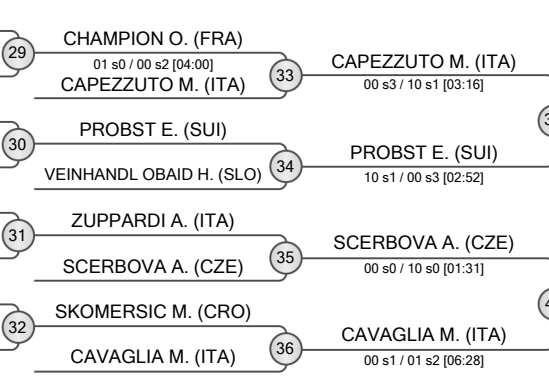 CHAMPION O. (FRA)
29
01 s0 / 00 s2 [04:00]
CAPEZZUTO M. (ITA)
33
CAPEZZUTO M. (ITA)
00 s3 / 10 s1 [03:16]
PROBST E. (SUI)
30
VEINHANDL OBAID H. (SLO)
34
PROBST E. (SUI)
10 s1 / 00 s3 [02:52]
ZUPPARDI A. (ITA)
31
SCERBOVA A. (CZE)
35
SCERBOVA A. (CZE)
00 s0 / 10 s0 [01:31]
SKOMERSIC M. (CRO)
32
CAVAGLIA M. (ITA)
36
CAVAGLIA M. (ITA)
00 s1 / 01 s2 [06:28]